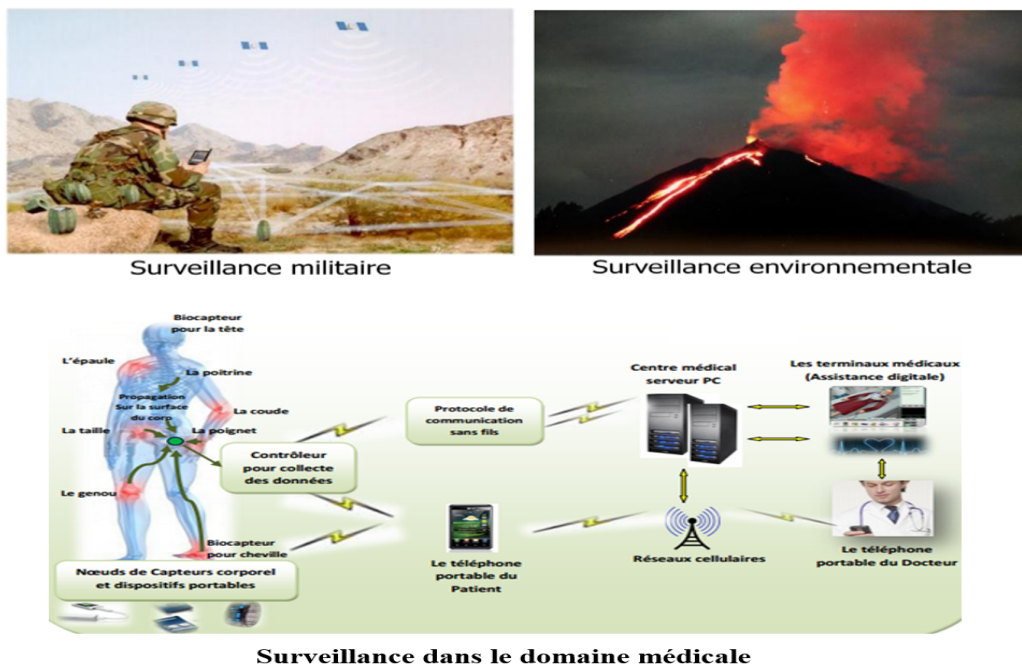 Surveillance militaire
Surveillance environnementale
Biocapteur
pour la tête
L'épaule
La poitrine
Propagation
Sur la surface
du corp
La coude
La taille
La poignet
Contrôleur
pour collecte
des données
Le genou
Biocapteur
pour cheville
Nœuds de Capteurs corporel
et dispositifs portables
Protocole de
communication
sans fils
Le téléphone
portable du
Patient
Centre médical
serveur PC
Réseaux cellulaires
Les terminaux médicaux
(Assistance digitale)
Le téléphone
portable du Docteur
Surveillance dans le domaine médicale